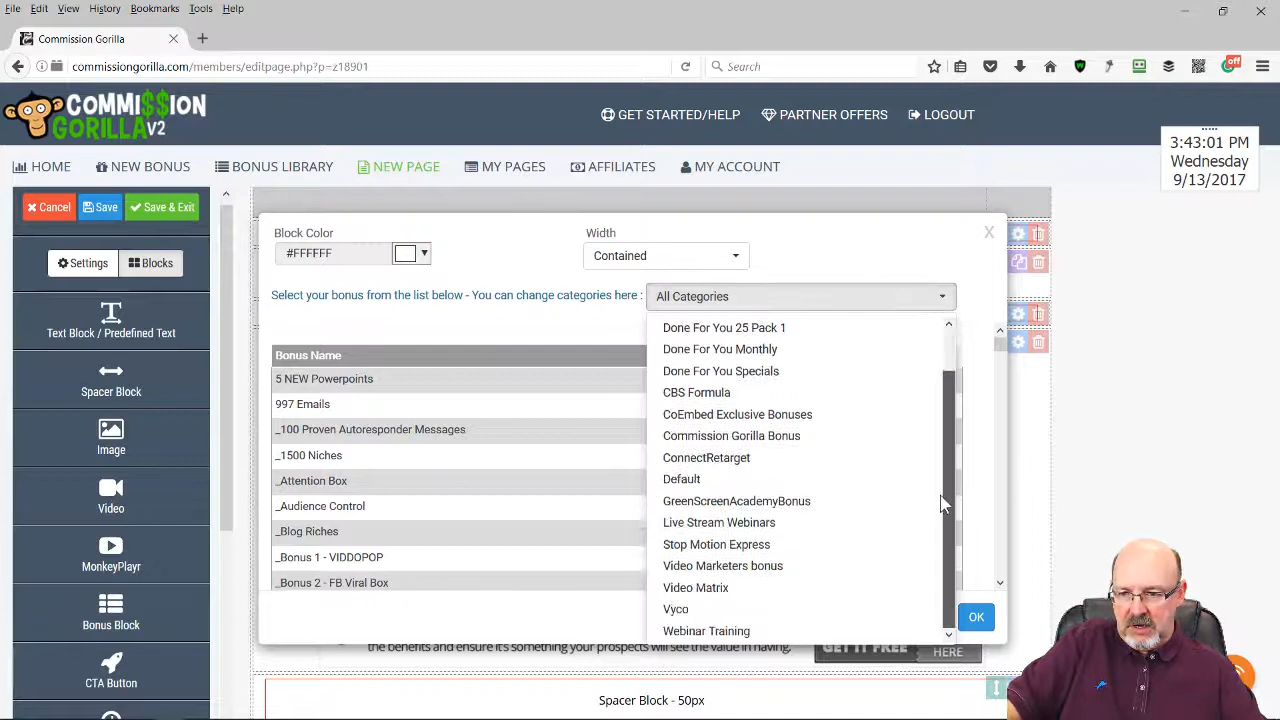 File Edit View History Bookmarks Tools Help
Commission Gorilla
commissiongorilla.com/members/editpage.php?p=z18901
Search
off
COMMI$$ION
GORILLAV2
GET STARTED/HELP PARTNER OFFERS LOGOUT
3:43:01 PM
Wednesday
9/13/2017
HOME NEW BONUS BONUS LIBRARY NEW PAGE MY PAGES AFFILIATES MY ACCOUNT
Cancel Save Save & Exit
Settings Blocks
Text Block / Predefined Text
Spacer Block
Image
Video
MonkeyPlayr
Bonus Block
CTA Button
X
Block Color
#FFFFFF
Width
Contained
Select your bonus from the list below - You can change categories here :
All Categories
Bonus Name
5 NEW Powerpoints
997 Emails
_100 Proven Autoresponder Messages
_1500 Niches
_Attention Box
_Audience Control
_Blog Riches
_Bonus 1 - VIDDOPOP
_Bonus 2 - FB Viral Box
Done For You 25 Pack 1
Done For You Monthly
Done For You Specials
CBS Formula
CoEmbed Exclusive Bonuses
Commission Gorilla Bonus
ConnectRetarget
Default
GreenScreenAcademyBonus
Live Stream Webinars
Stop Motion Express
Video Marketers bonus
Video Matrix
Vyco
Webinar Training
OK
the benefits and ensure it's something your prospects will see the value in having.
GET IT FREE
HERE
Spacer Block - 50px